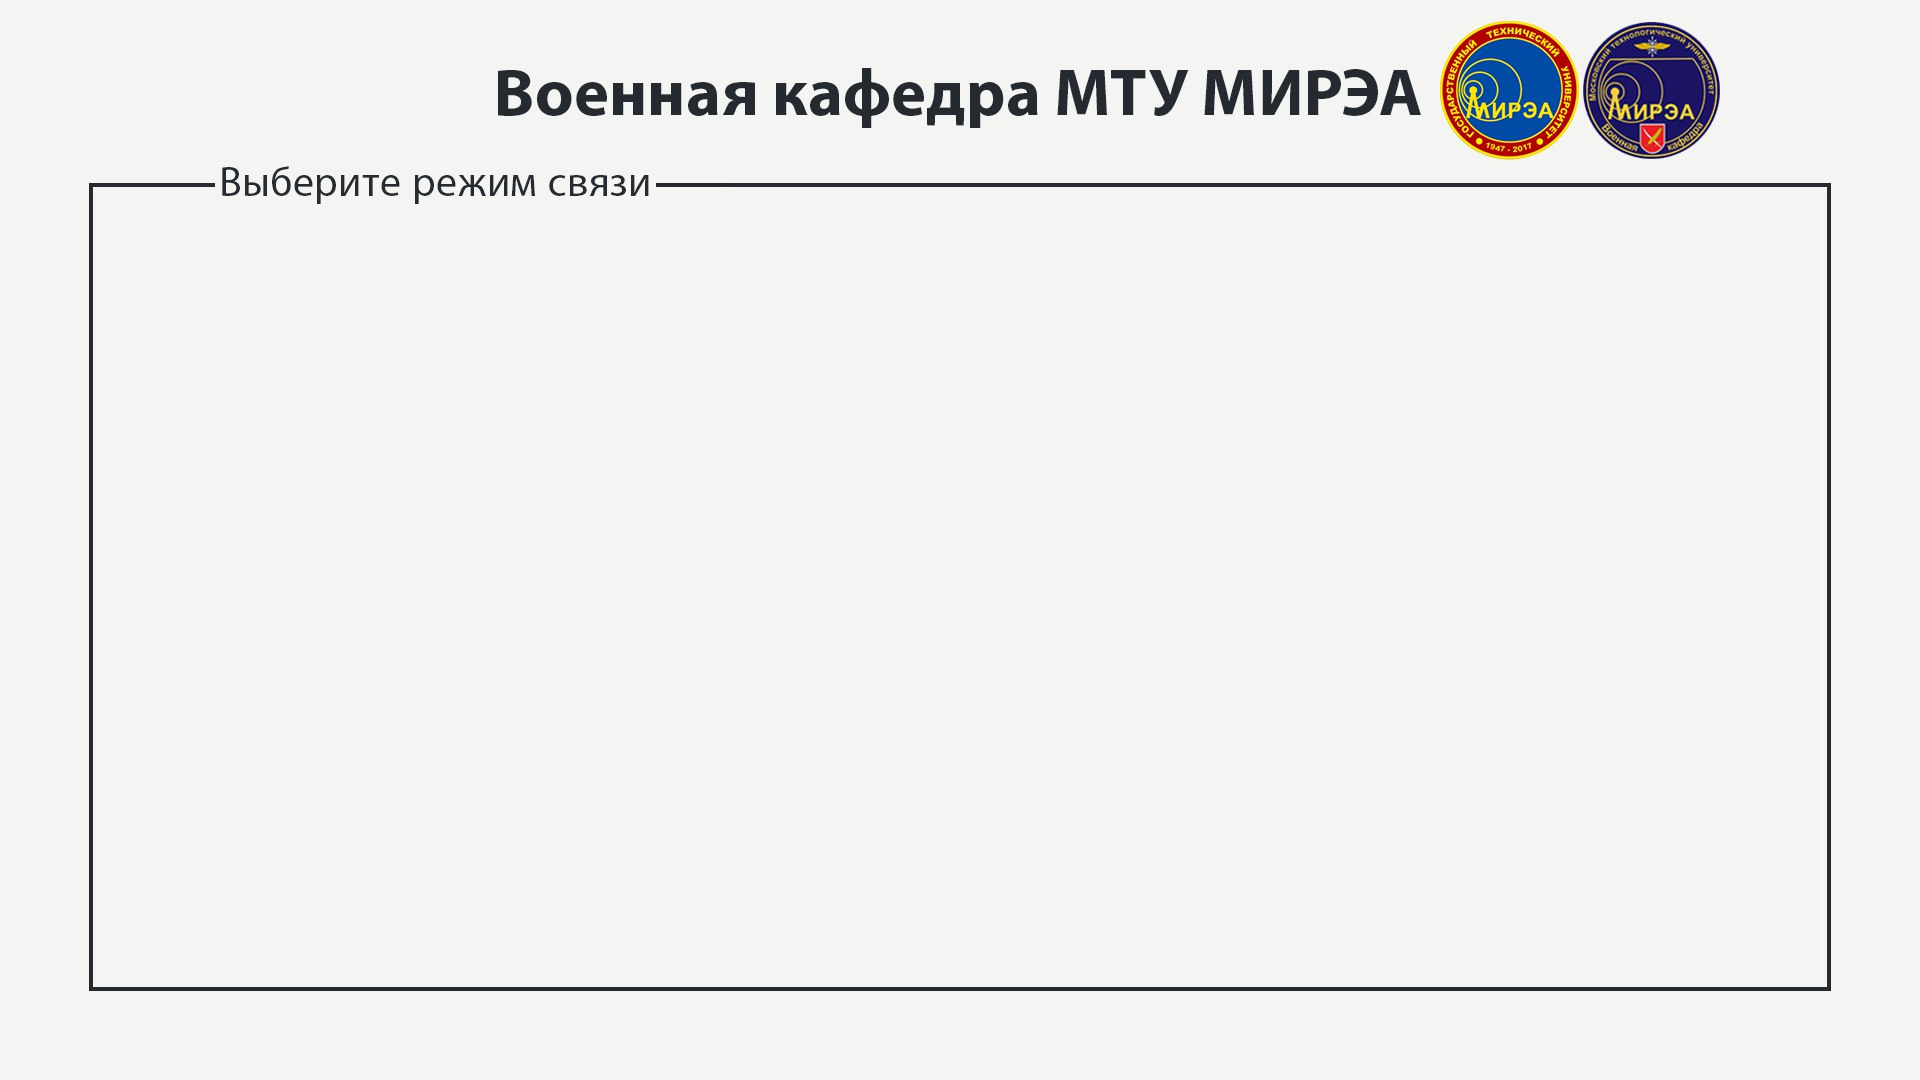 Военная кафедра МТУ МИРЭА
ГОСУДАРСТВЕННЫЙ ТЕХНИЧЕСКИЙ УНИВЕРСИТЕТ
МИРЭА
1947 - 2017
Московский технологический университет
МИРЭА
Военная кафедра
Выберите режим связи